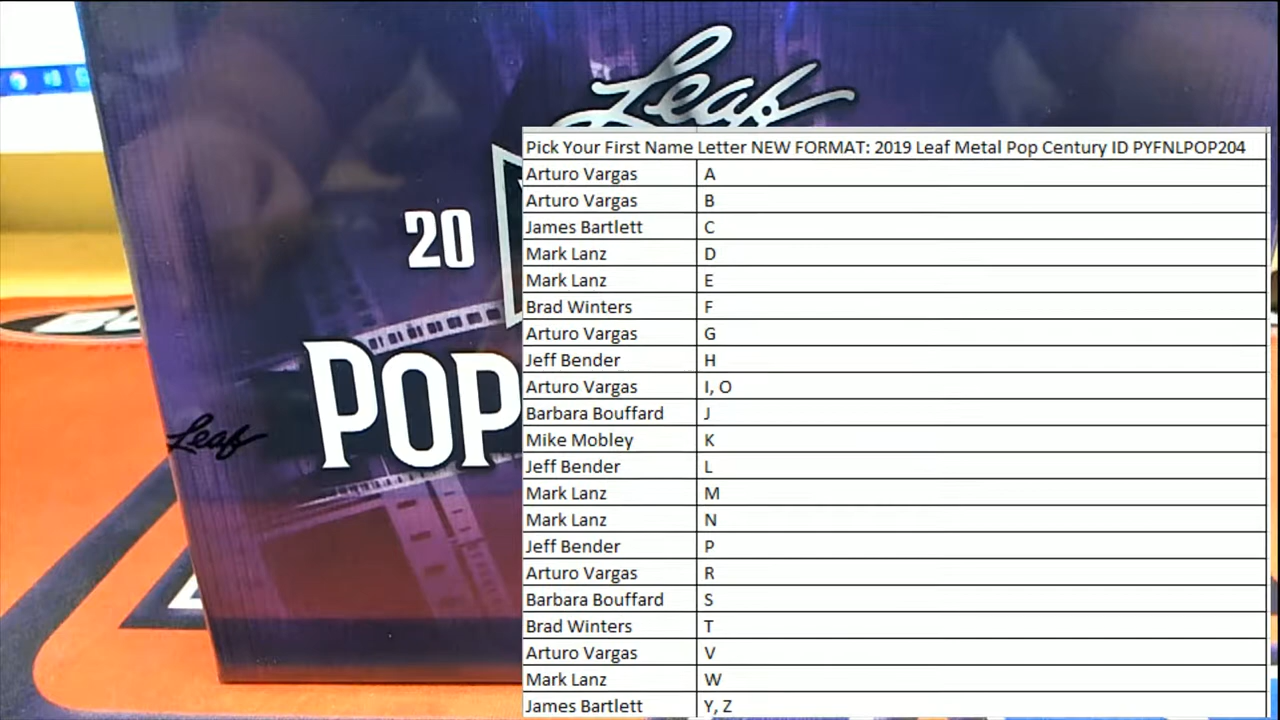 Leaf
20
POP
Leaf
Pick Your First Name Letter NEW FORMAT: 2019 Leaf Metal Pop Century ID PYFNLPOP204
Arturo Vargas A
Arturo Vargas B
James Bartlett C
Mark Lanz D
Mark Lanz E
Brad Winters F
Arturo Vargas G
Jeff Bender H
Arturo Vargas I, O
Barbara Bouffard J
Mike Mobley K
Jeff Bender L
Mark Lanz M
Mark Lanz N
Jeff Bender P
Arturo Vargas R
Barbara Bouffard S
Brad Winters T
Arturo Vargas V
Mark Lanz W
James Bartlett Y, Z